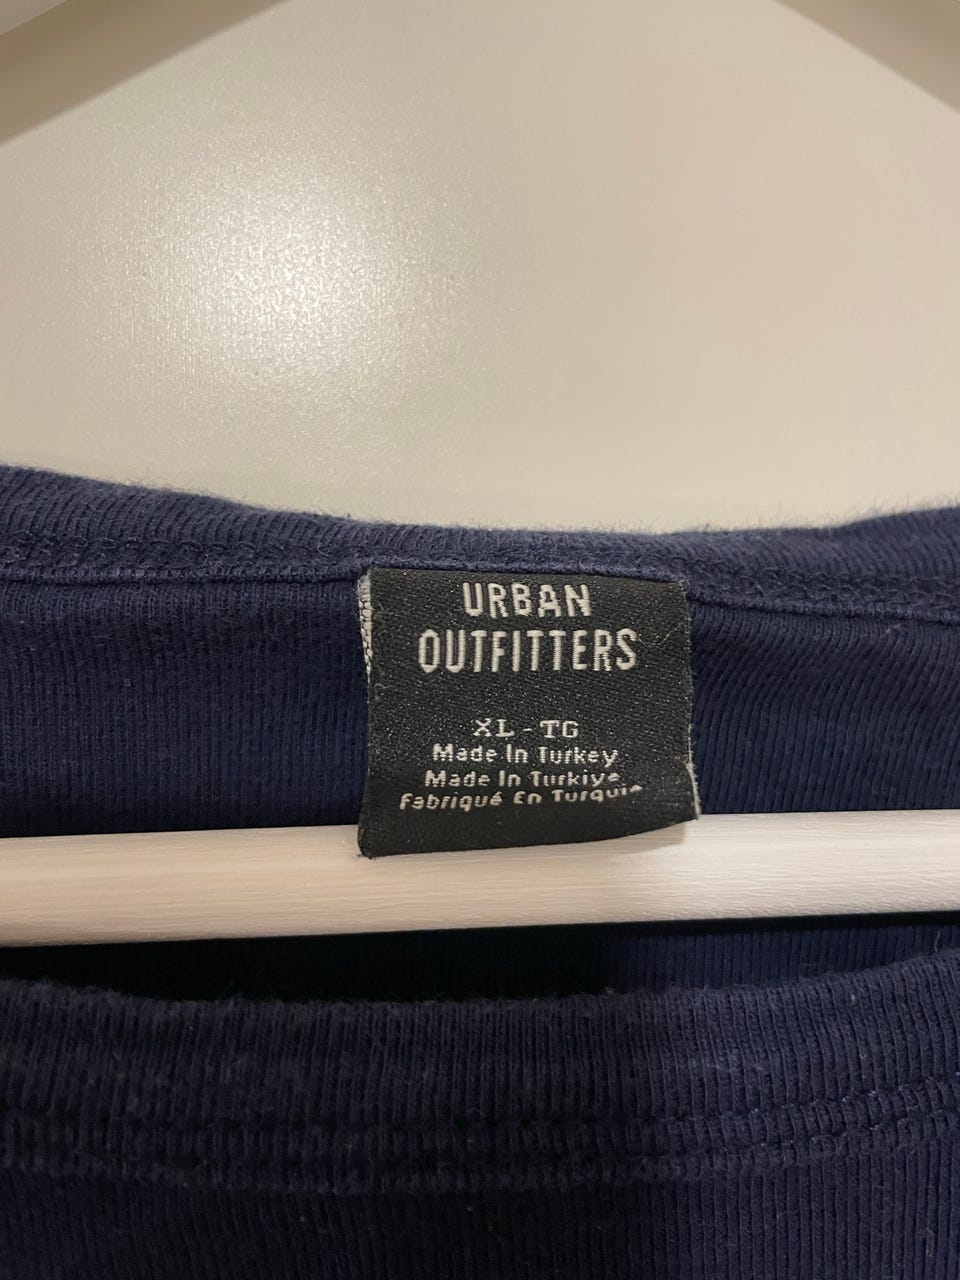 URBAN
OUTFITTERS
XL - TG
Made In Turkey
Made In Turkiye
Fabriqué En Turquie